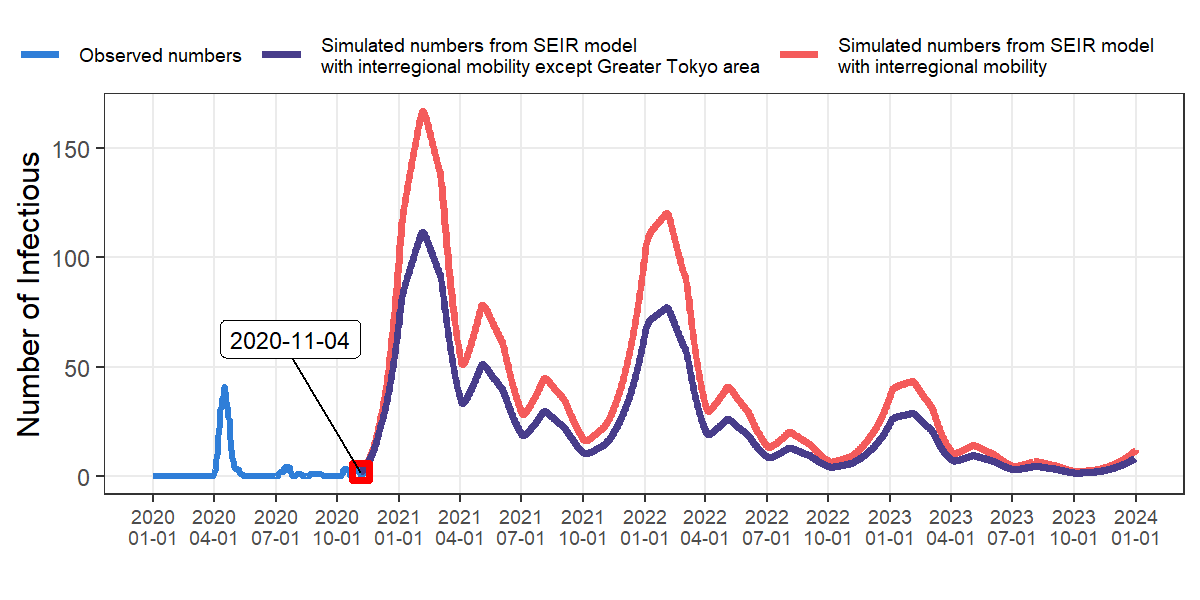 Observed numbers
Simulated numbers from SEIR model
with interregional mobility except Greater Tokyo area
Simulated numbers from SEIR model
with interregional mobility
Number of Infectious
150
100
50
0
2020-11-04
2020 2020 2020 2020 2021 2021 2021 2021 2022 2022 2022 2022 2023 2023 2023 2023 2024
01-01 04-01 07-01 10-01 01-01 04-01 07-01 10-01 01-01 04-01 07-01 10-01 01-01 04-01 07-01 10-01 01-01